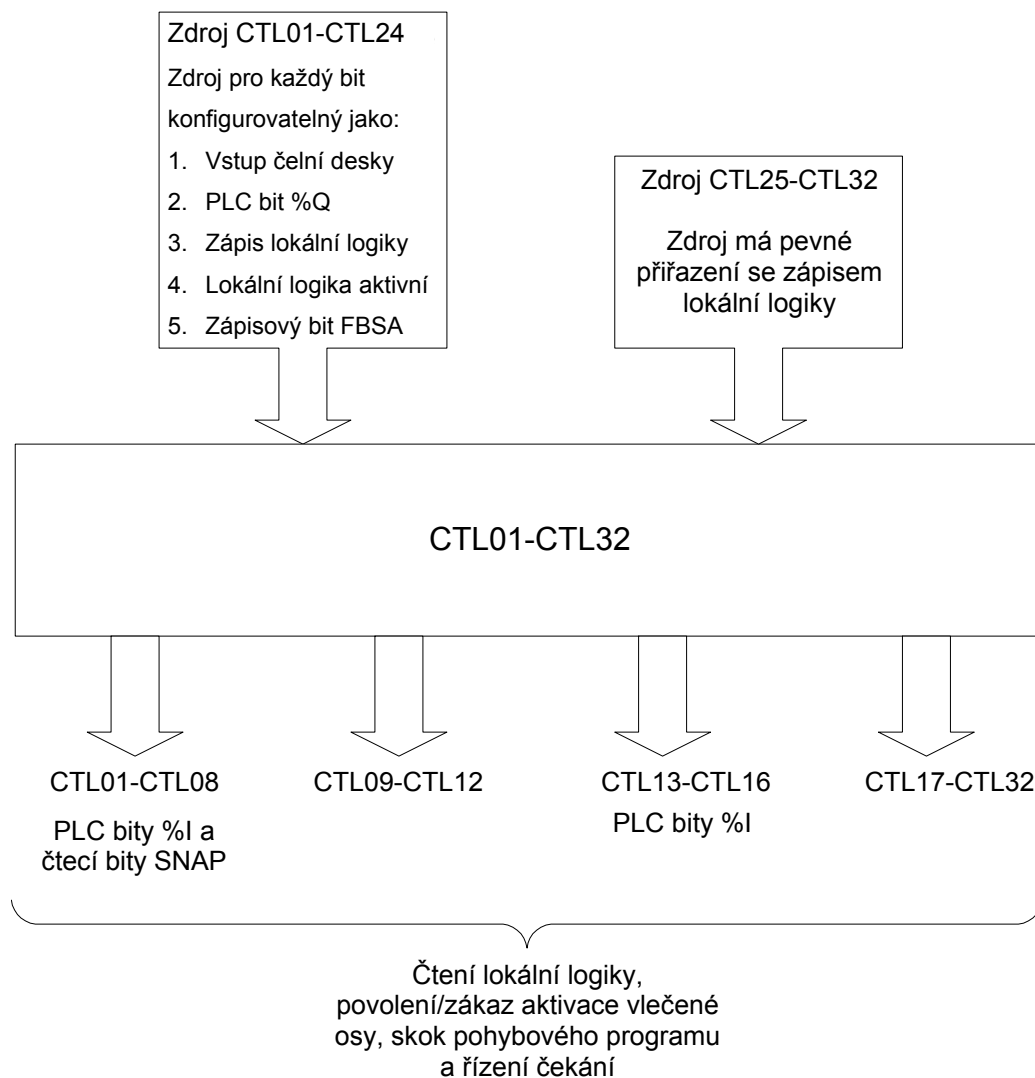 Zdroj CTL01-CTL24
Zdroj pro každý bit
konfigurovatelný jako:
1. Vstup čelní desky
2. PLC bit %Q
3. Zápis lokální logiky
4. Lokální logika aktivní
5. Zápisový bit FBSA
Zdroj CTL25-CTL32
Zdroj má pevné
přiřazení se zápisem
lokální logiky
CTL01-CTL32
CTL01-CTL08
PLC bity %I a
čtecí bity SNAP
CTL09-CTL12
CTL13-CTL16
PLC bity %I
CTL17-CTL32
Čtení lokální logiky,
povolení/zákaz aktivace vlečené
osy, skok pohybového programu
a řízení čekání